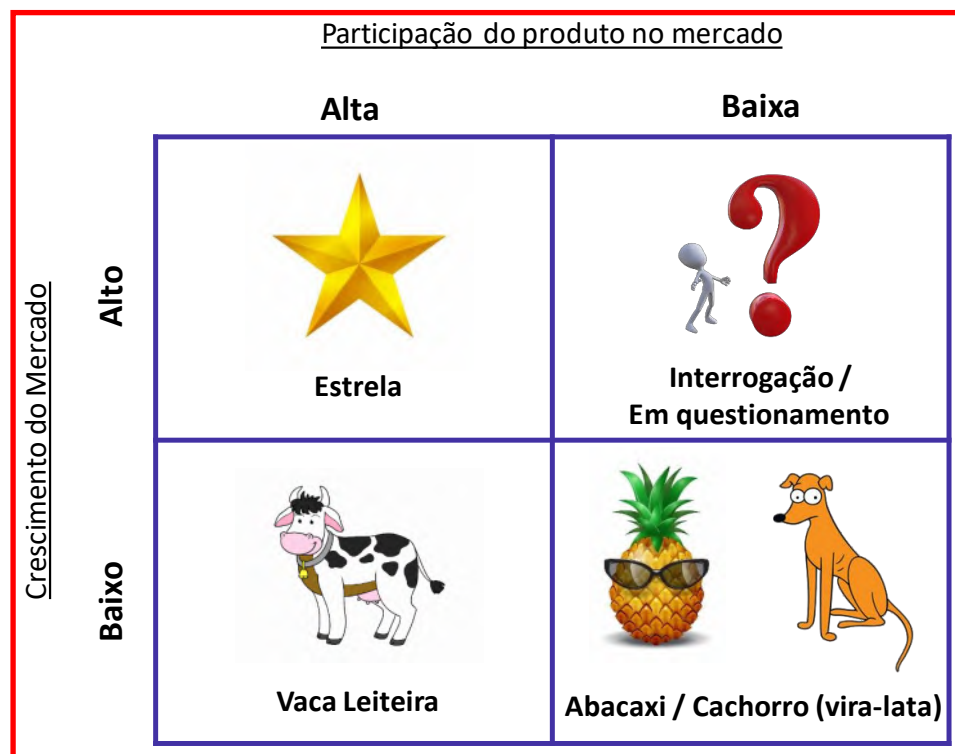 Participação do produto no mercado
Alta
Baixa
Crescimento do Mercado
Alto
Estrela
Interrogação /
Em questionamento
Baixo
Vaca Leiteira
Abacaxi / Cachorro (vira-lata)